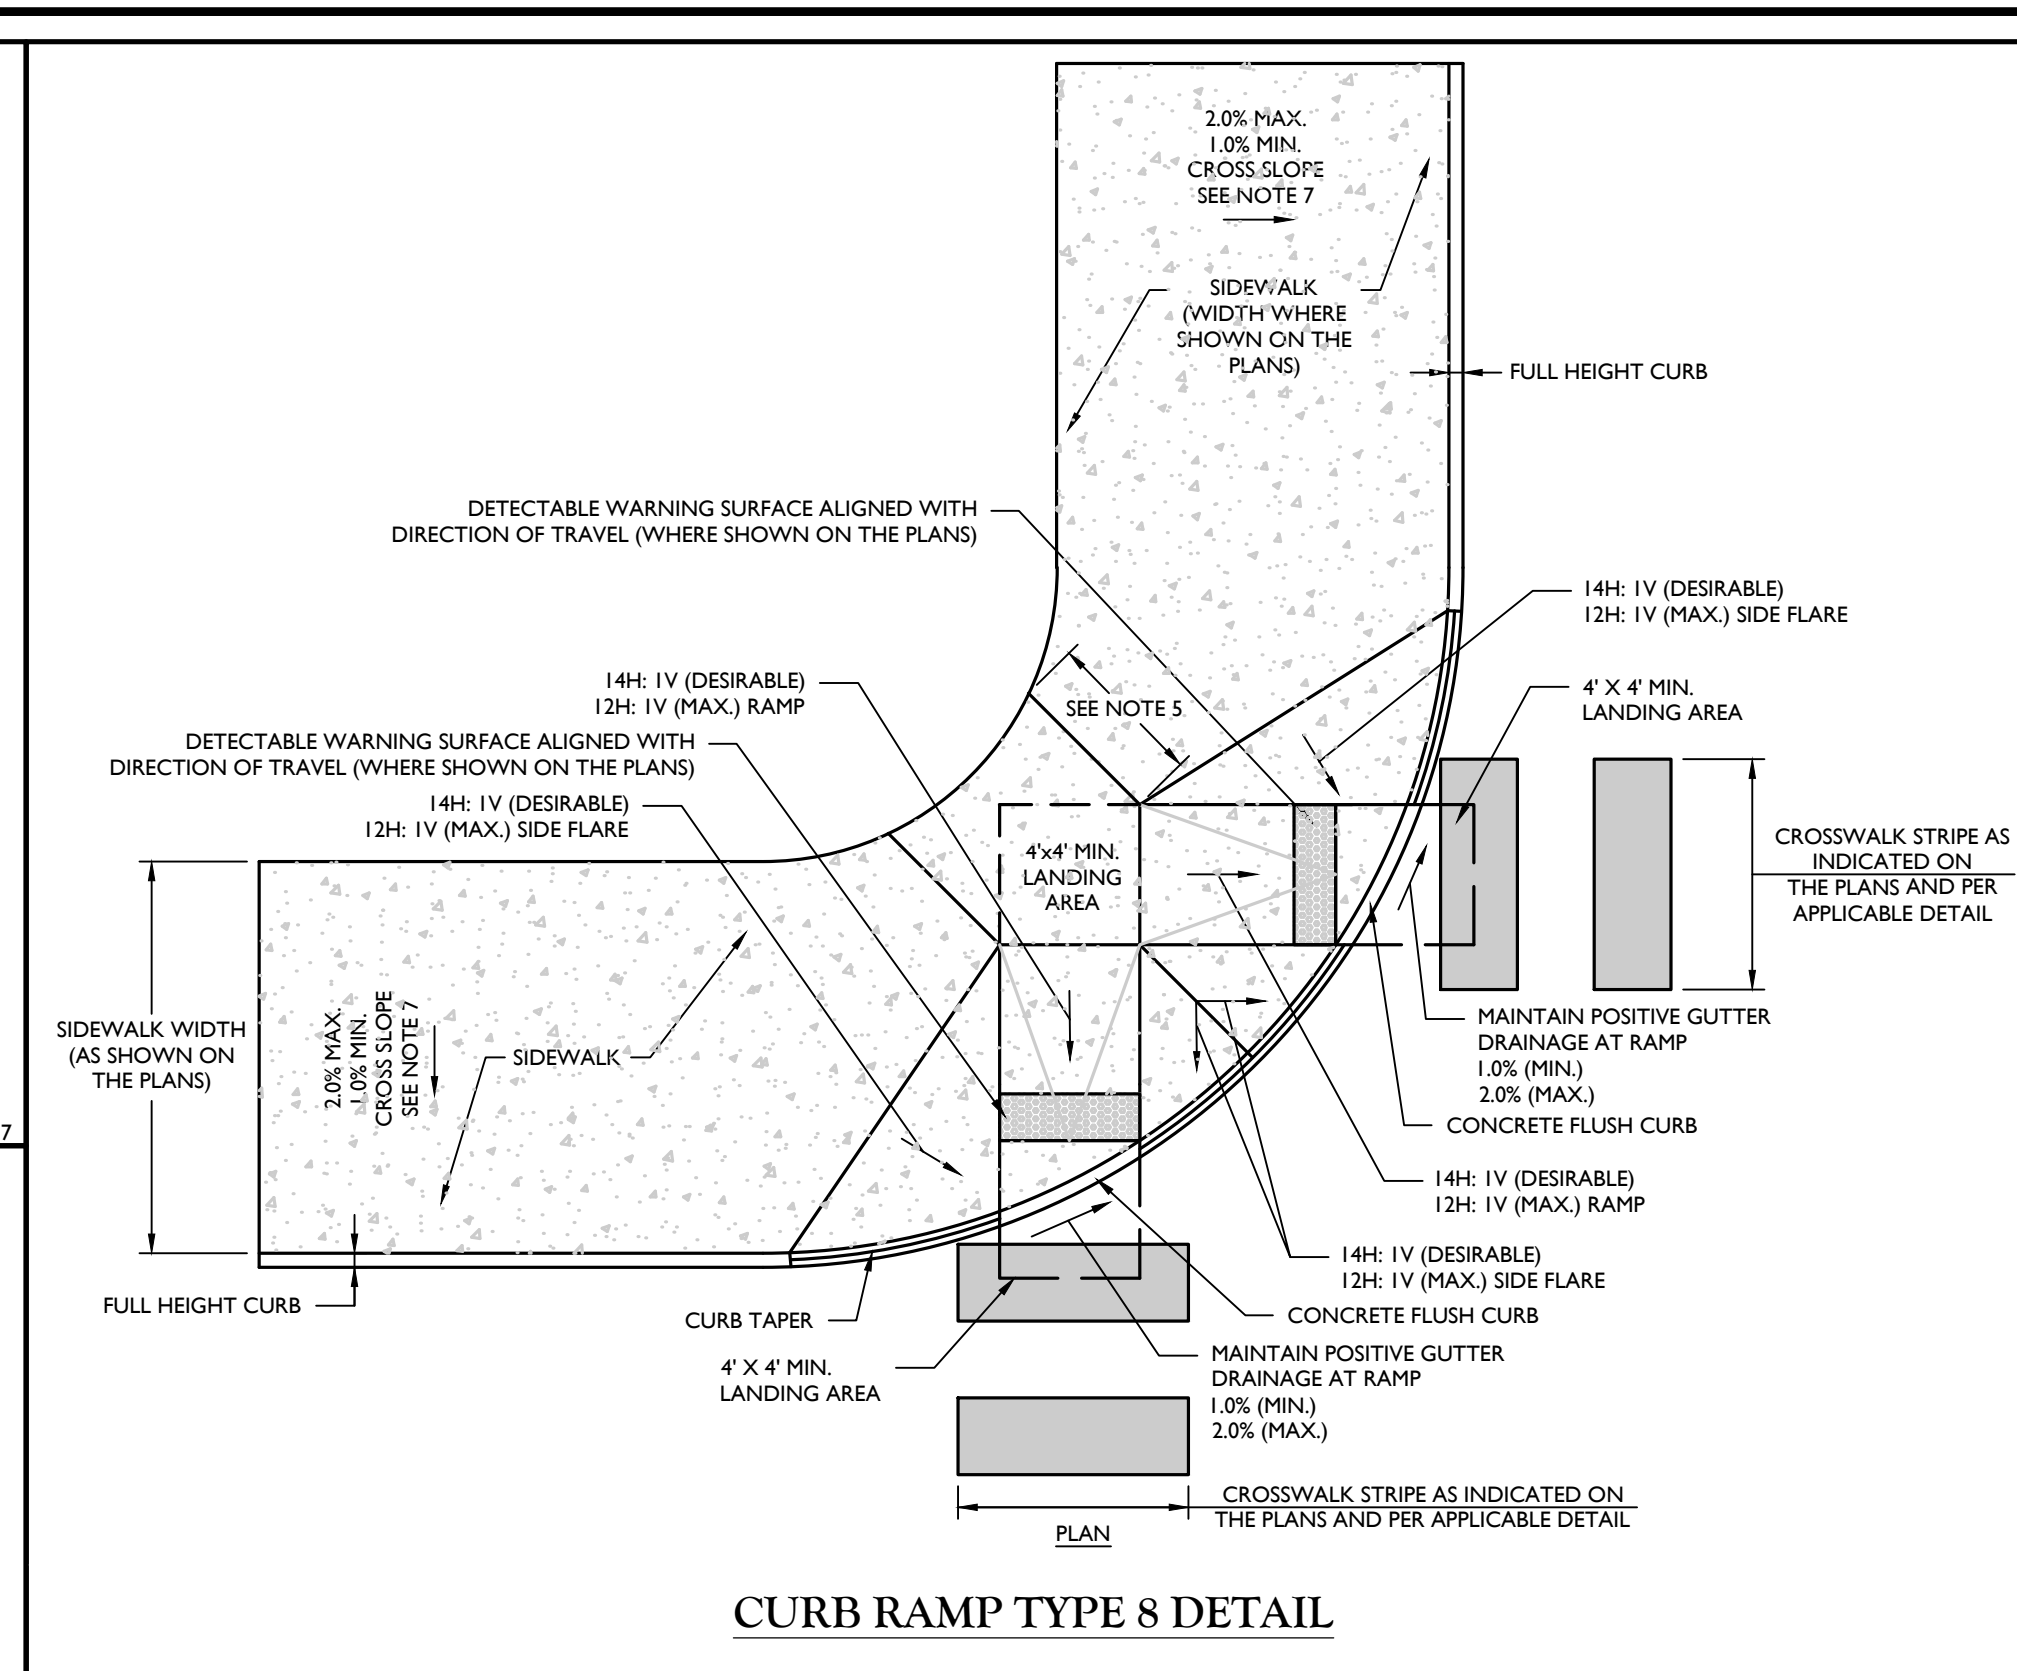 2.0% MAX.
1.0% MIN.
CROSS SLOPE
SEE NOTE 7
SIDEWALK
(WIDTH WHERE
SHOWN ON THE
PLANS)
FULL HEIGHT CURB
DETECTABLE WARNING SURFACE ALIGNED WITH
DIRECTION OF TRAVEL (WHERE SHOWN ON THE PLANS)
14H: 1V (DESIRABLE)
12H: 1V (MAX.) SIDE FLARE
14H: 1V (DESIRABLE)
12H: 1V (MAX.) RAMP
SEE NOTE 5
4' X 4' MIN.
LANDING AREA
DETECTABLE WARNING SURFACE ALIGNED WITH
DIRECTION OF TRAVEL (WHERE SHOWN ON THE PLANS)
14H: 1V (DESIRABLE)
12H: 1V (MAX.) SIDE FLARE
4'x4' MIN.
LANDING
AREA
CROSSWALK STRIPE AS
INDICATED ON
THE PLANS AND PER
APPLICABLE DETAIL
SIDEWALK WIDTH
(AS SHOWN ON
THE PLANS)
2.0% MAX.
1.0% MIN.
CROSS SLOPE
SEE NOTE 7
SIDEWALK
MAINTAIN POSITIVE GUTTER
DRAINAGE AT RAMP
1.0% (MIN.)
2.0% (MAX.)
CONCRETE FLUSH CURB
7
14H: 1V (DESIRABLE)
12H: 1V (MAX.) RAMP
14H: 1V (DESIRABLE)
12H: 1V (MAX.) SIDE FLARE
FULL HEIGHT CURB
CURB TAPER
CONCRETE FLUSH CURB
4' X 4' MIN.
LANDING AREA
MAINTAIN POSITIVE GUTTER
DRAINAGE AT RAMP
1.0% (MIN.)
2.0% (MAX.)
CROSSWALK STRIPE AS INDICATED ON
THE PLANS AND PER APPLICABLE DETAIL
PLAN
CURB RAMP TYPE 8 DETAIL